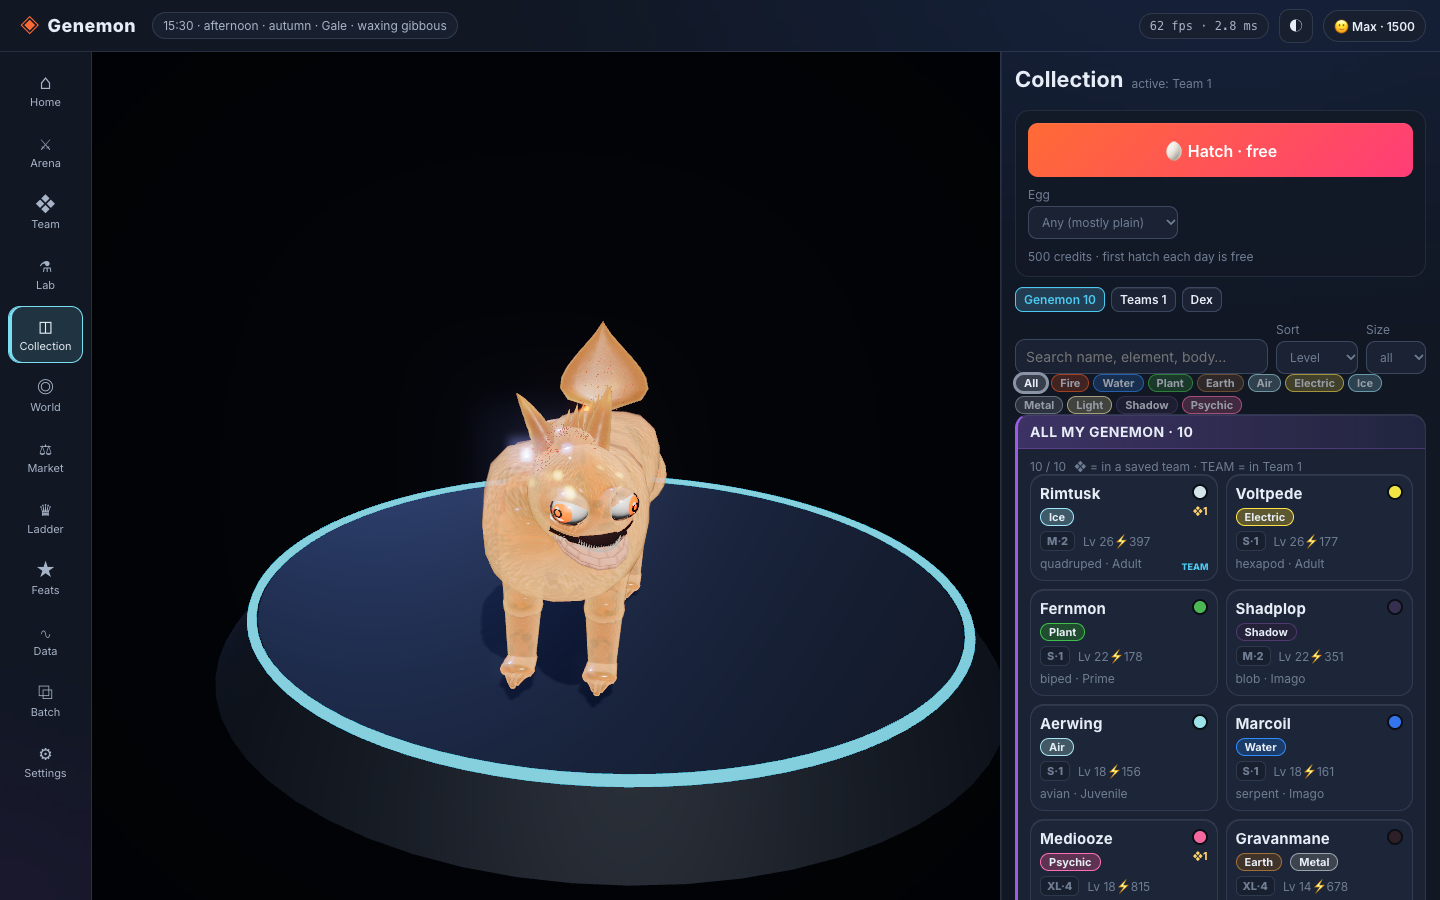 Genemon
15:30 · afternoon · autumn · Gale · waxing gibbous
62 fps · 2.8 ms
Max · 1500
Home
Arena
Team
Lab
Collection
World
Market
Ladder
Feats
Data
Batch
Settings
Collection active: Team 1
Hatch · free
Egg
Any (mostly plain)
500 credits · first hatch each day is free
Genemon 10 Teams 1 Dex
Sort Size
Search name, element, body... Level all
All Fire Water Plant Earth Air Electric Ice
Metal Light Shadow Psychic
ALL MY GENEMON · 10
10 / 10 ❖ = in a saved team · TEAM = in Team 1
Rimtusk
Ice
❖1
M·2 Lv 26⚡397
quadruped · Adult TEAM
Voltpede
Electric
S·1 Lv 26⚡177
hexapod · Adult
Fernmon
Plant
S·1 Lv 22⚡178
biped · Prime
Shadplop
Shadow
M·2 Lv 22⚡351
blob · Imago
Aerwing
Air
S·1 Lv 18⚡156
avian · Juvenile
Marcoil
Water
S·1 Lv 18⚡161
serpent · Imago
Mediooze
Psychic
❖1
XL·4 Lv 18⚡815
Gravanmane
Earth Metal
XL·4 Lv 14⚡678